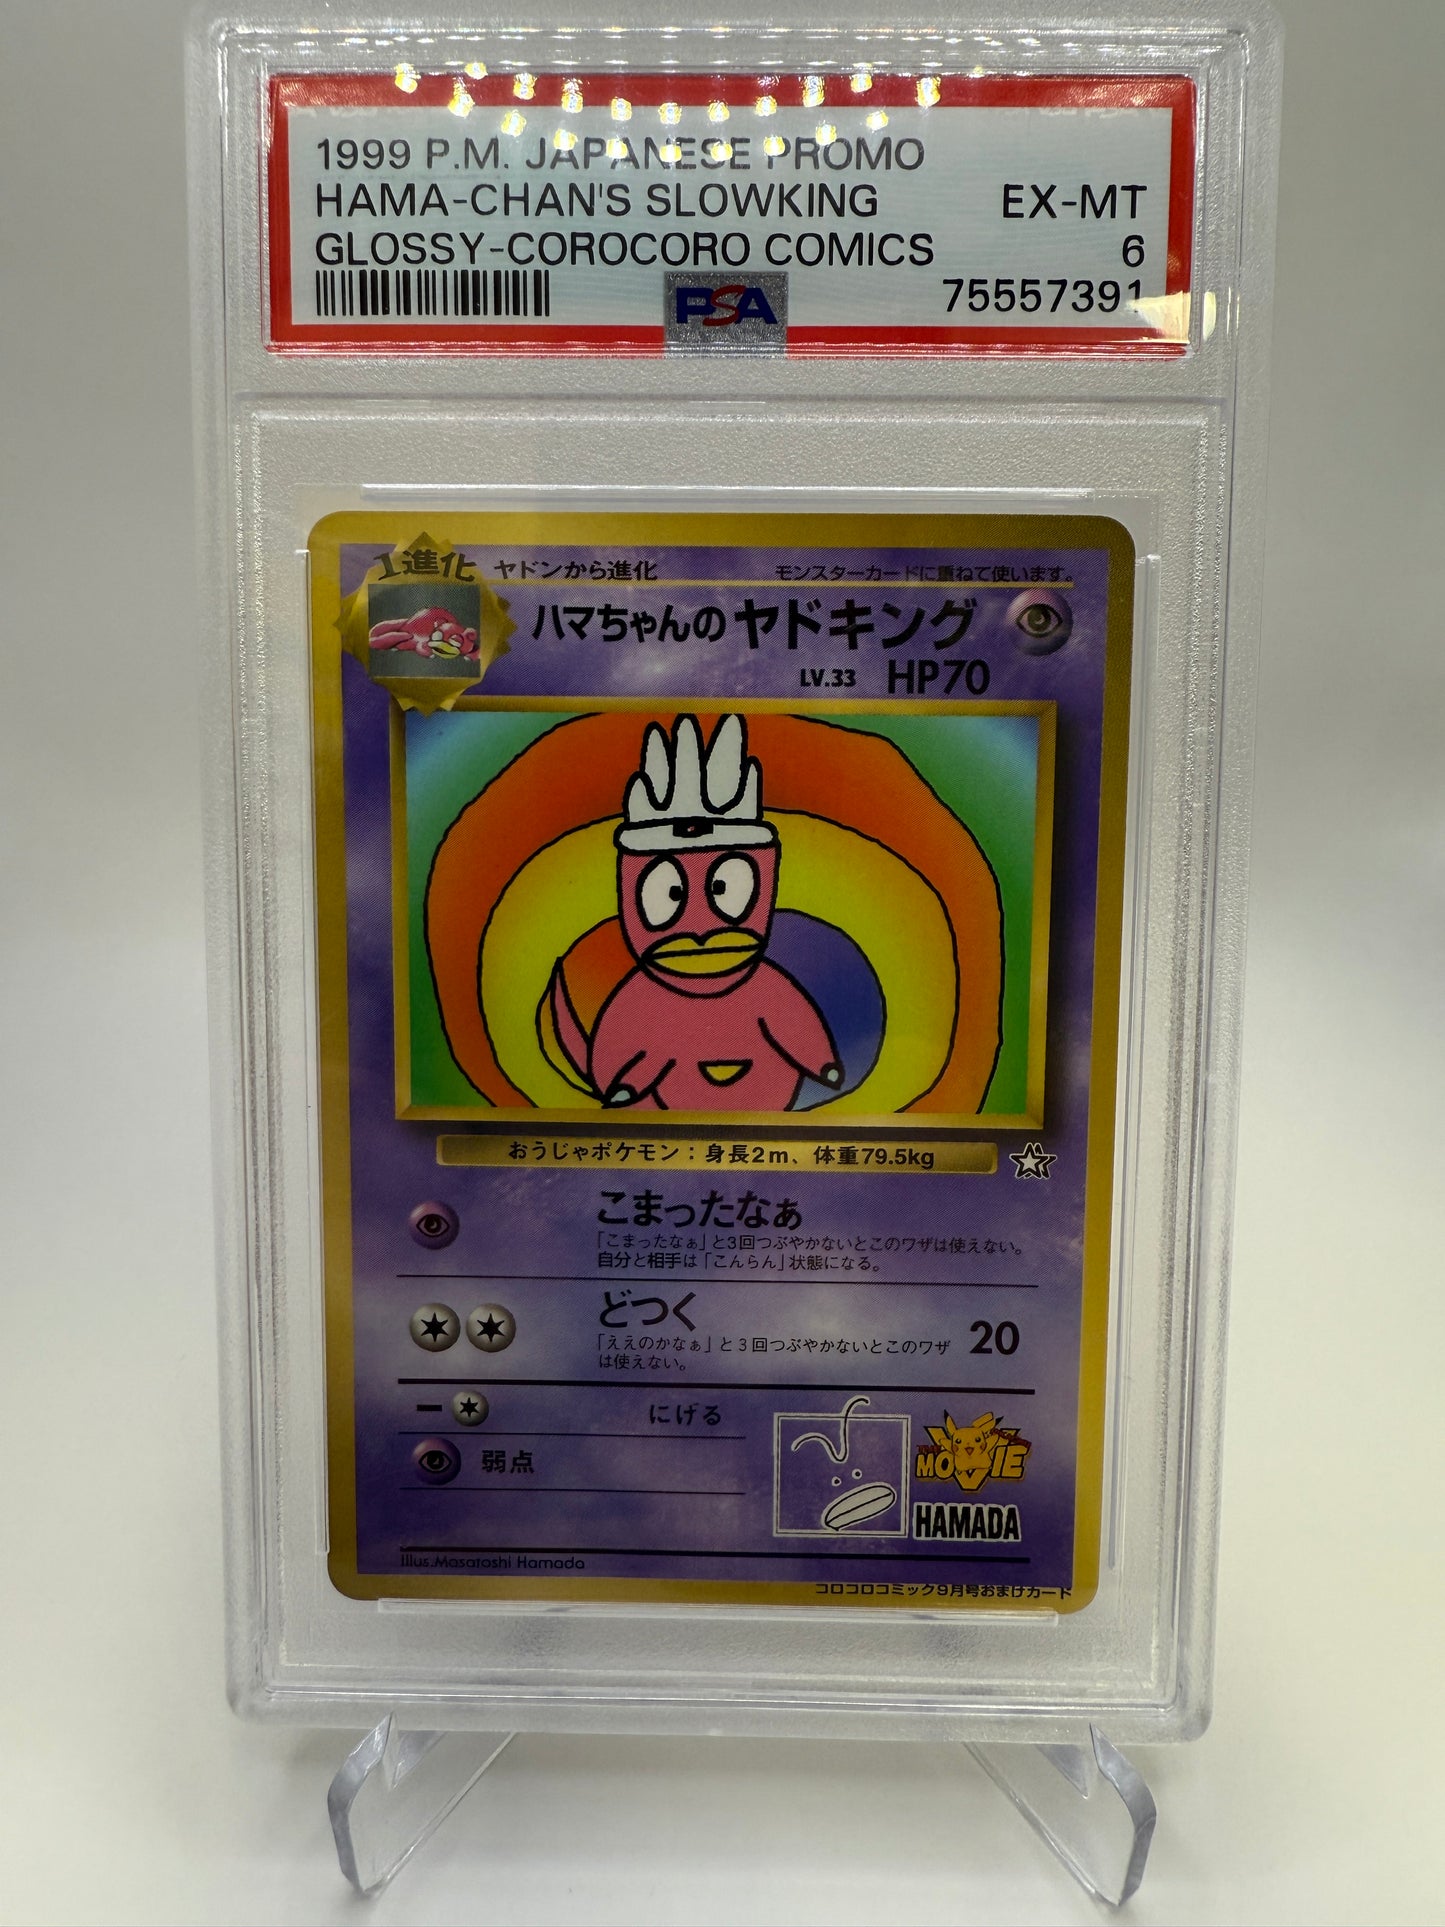 1999 P.M. JAPANESE PROMO
HAMA-CHAN'S SLOWKING EX-MT
GLOSSY-COROCORO COMICS 6
75557391
PSA
1進化 ヤドンから進化 モンスターカードに重ねて使います。
ハマちゃんのヤドキング
LV.33 HP70
おうじゃポケモン：身長2m、体重79.5kg
こまったなぁ
「こまったなぁ」と3回つぶやかないとこのワザは使えない。
自分と相手は「こんらん」状態になる。
どつく 20
「ええのかなぁ」と3回つぶやかないとこのワザ
は使えない。
ー にげる
弱点
MOVIE
HAMADA
Illus.Masatoshi Hamada
コロコロコミック9月号おまけカード